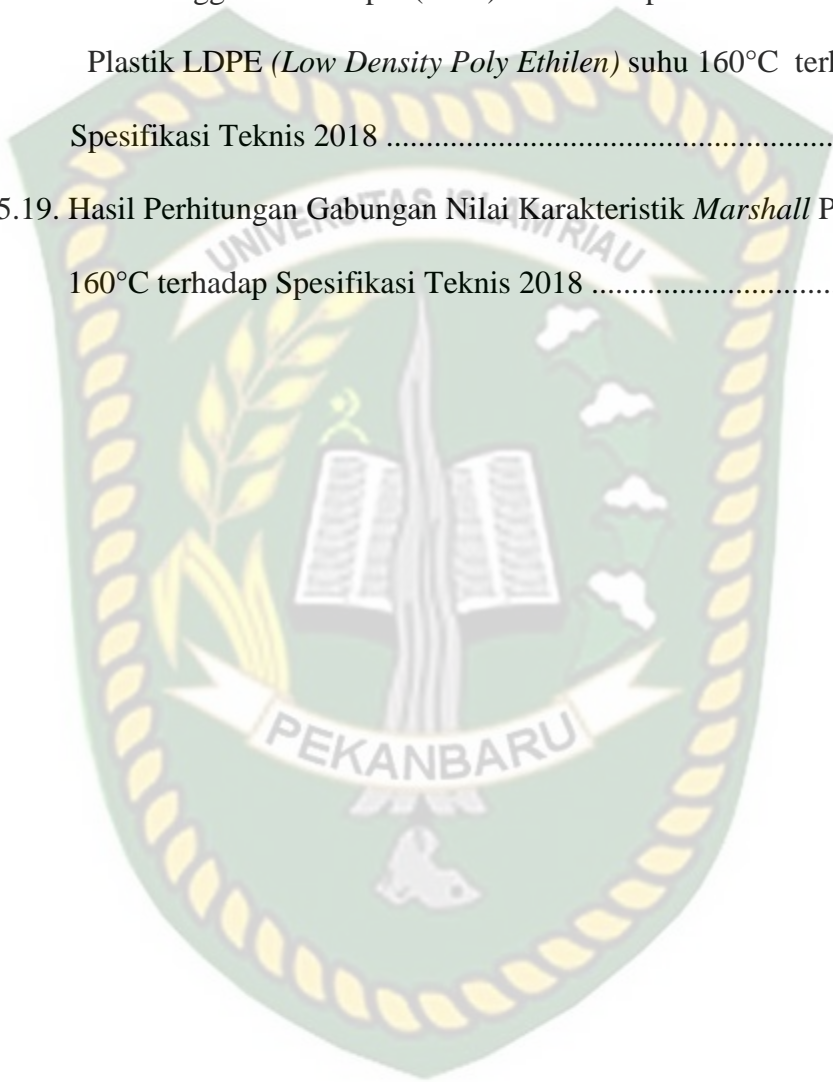 Plastik LDPE (Low Density Poly Ethilen) suhu 160°C
Spesifikasi Teknis 2018 ................................................
5.19. Hasil Perhitungan Gabungan Nilai Karakteristik Marshall
160°C terhadap Spesifikasi Teknis 2018 ..............................
UNIVERSITAS ISLAM RIAU
PEKANBARU